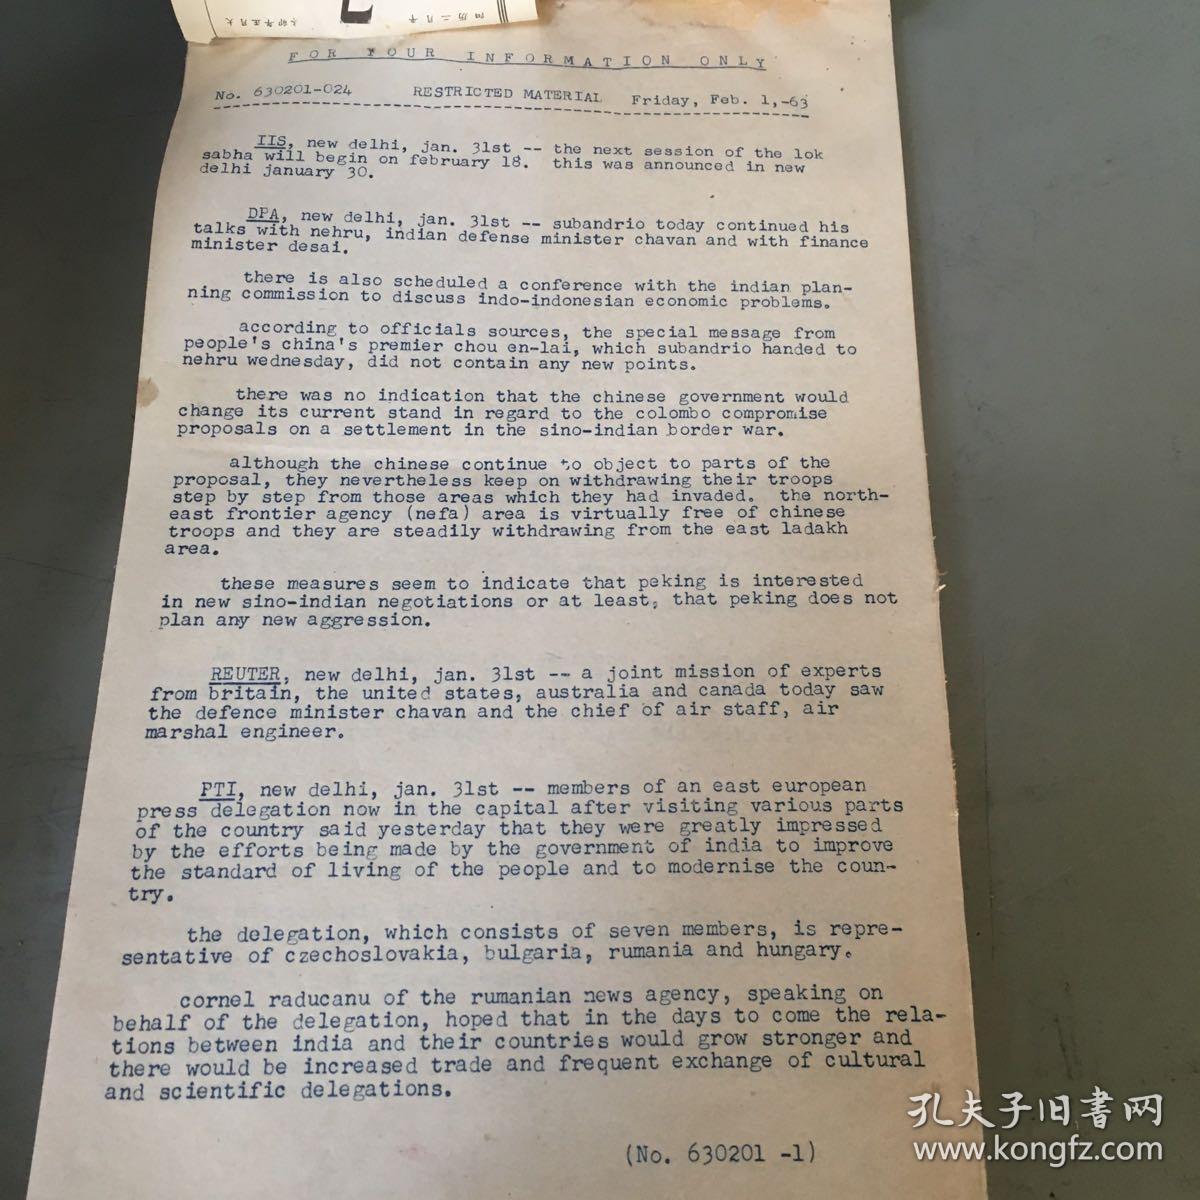 FOR YOUR INFORMATION ONLY
No. 630201-024 RESTRICTED MATERIAL Friday, Feb. 1,-63
IIS, new delhi, jan. 31st -- the next session of the lok
sabha will begin on february 18. this was announced in new
delhi january 30.
DPA, new delhi, jan. 31st -- subandrio today continued his
talks with nehru, indian defense minister chavan and with finance
minister desai.
there is also scheduled a conference with the indian plan-
ning commission to discuss indo-indonesian economic problems.
according to officials sources, the special message from
people's china's premier chou en-lai, which subandrio handed to
nehru wednesday, did not contain any new points.
there was no indication that the chinese government would
change its current stand in regard to the colombo compromise
proposals on a settlement in the sino-indian border war.
although the chinese continue to object to parts of the
proposal, they nevertheless keep on withdrawing their troops
step by step from those areas which they had invaded. the north-
east frontier agency (nefa) area is virtually free of chinese
troops and they are steadily withdrawing from the east ladakh
area.
these measures seem to indicate that peking is interested
in new sino-indian negotiations or at least, that peking does not
plan any new aggression.
REUTER, new delhi, jan. 31st -- a joint mission of experts
from britain, the united states, australia and canada today saw
the defence minister chavan and the chief of air staff, air
marshal engineer.
PTI, new delhi, jan. 31st -- members of an east european
press delegation now in the capital after visiting various parts
of the country said yesterday that they were greatly impressed
by the efforts being made by the government of india to improve
the standard of living of the people and to modernise the coun-
try.
the delegation, which consists of seven members, is repre-
sentative of czechoslovakia, bulgaria, rumania and hungary.
cornel raducanu of the rumanian news agency, speaking on
behalf of the delegation, hoped that in the days to come the rela-
tions between india and their countries would grow stronger and
there would be increased trade and frequent exchange of cultural
and scientific delegations.
(No. 630201 -1)
孔夫子旧书网
www.kongfz.com